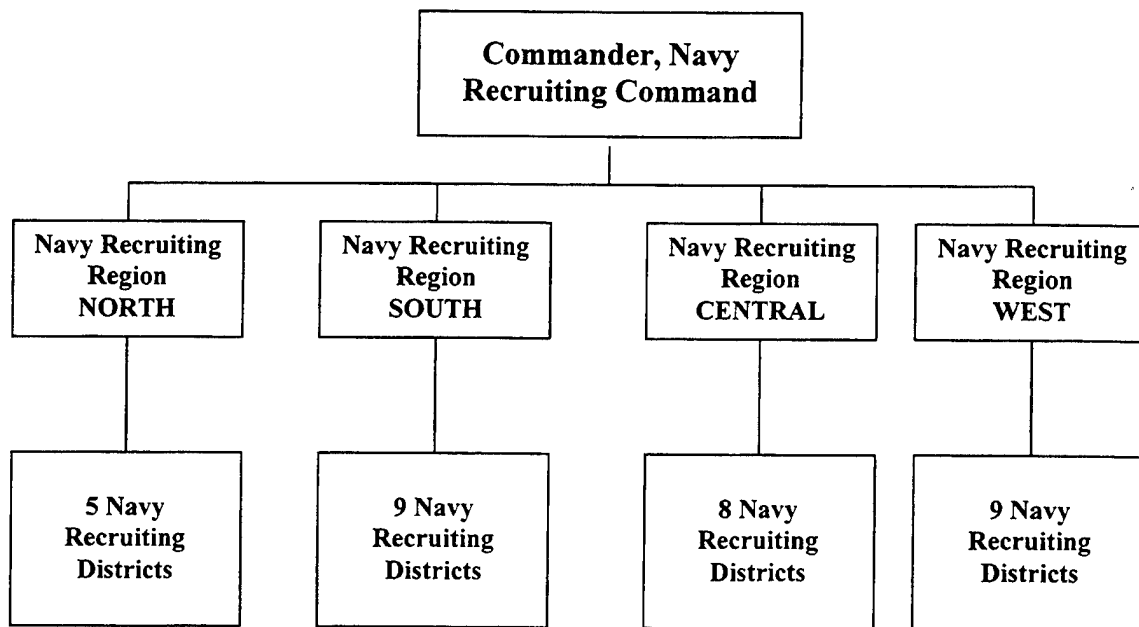 Commander, Navy
Recruiting Command
Navy Recruiting
Region
NORTH
Navy Recruiting
Region
SOUTH
Navy Recruiting
Region
CENTRAL
Navy Recruiting
Region
WEST
5 Navy
Recruiting
Districts
9 Navy
Recruiting
Districts
8 Navy
Recruiting
Districts
9 Navy
Recruiting
Districts